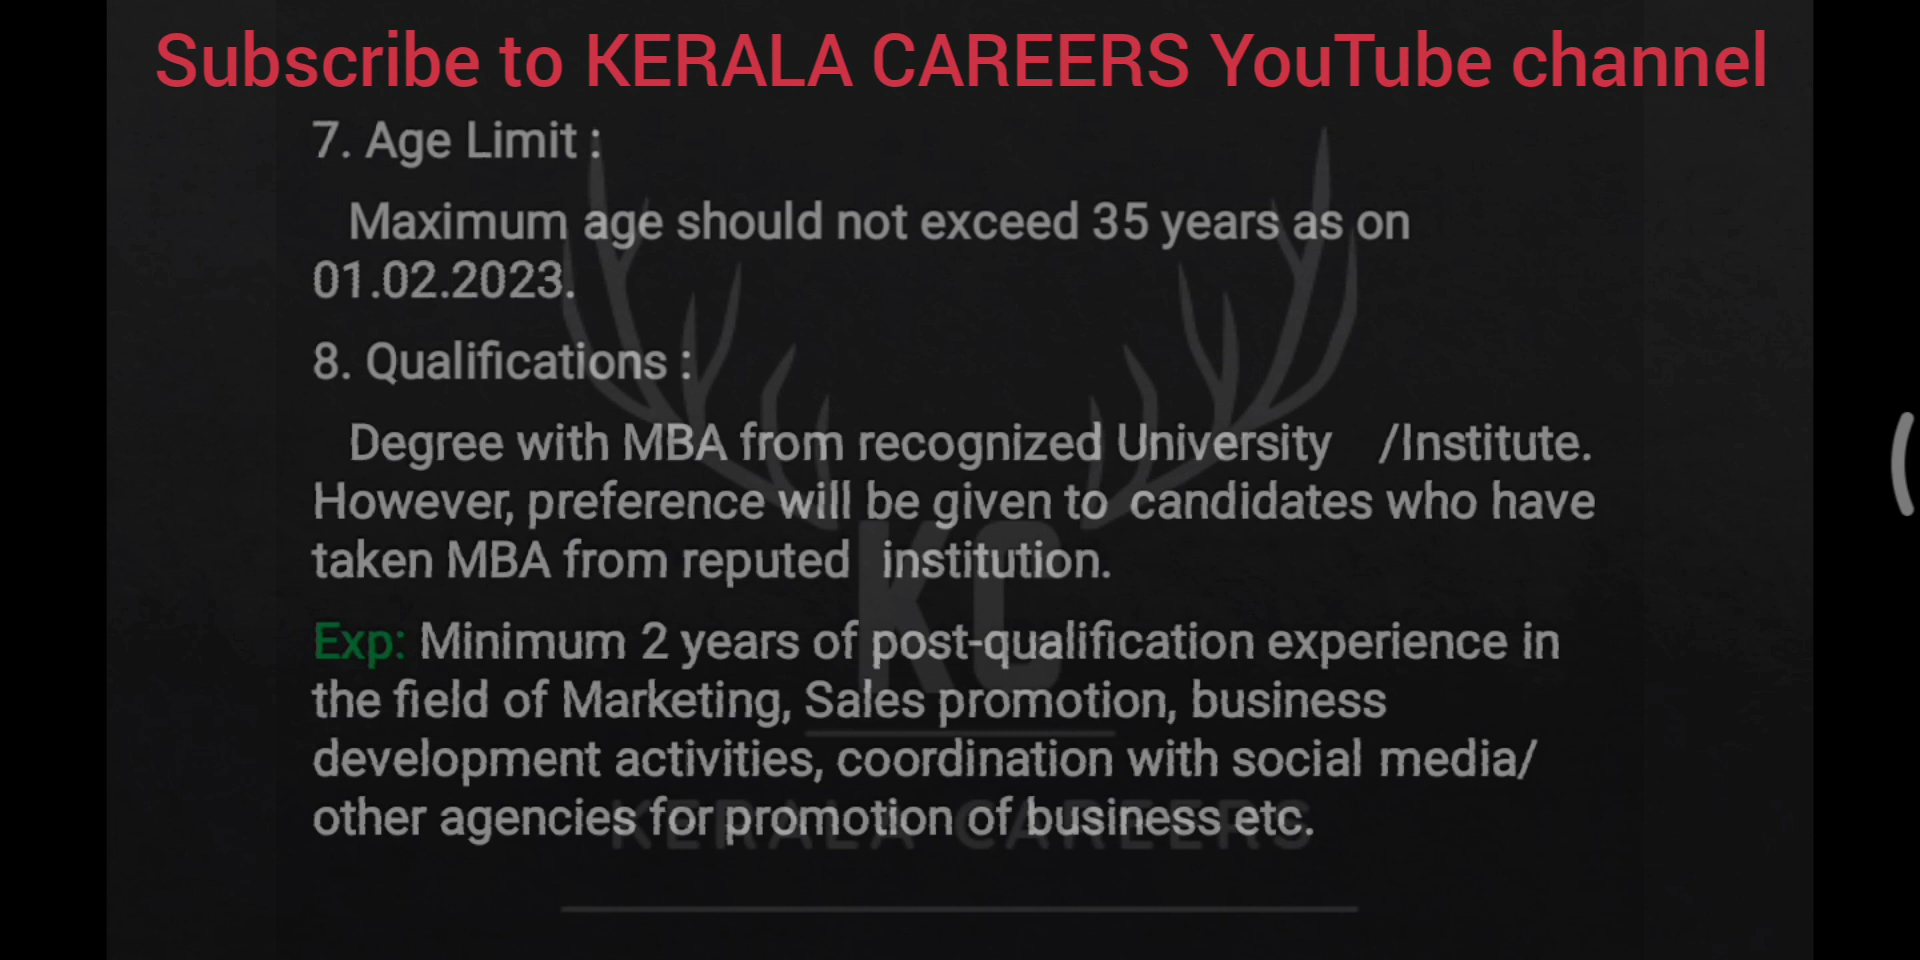 Subscribe to KERALA CAREERS YouTube channel
7. Age Limit :
Maximum age should not exceed 35 years as on
01.02.2023.
8. Qualifications :
Degree with MBA from recognized University /Institute.
However, preference will be given to candidates who have
taken MBA from reputed institution.
Exp: Minimum 2 years of post-qualification experience in
the field of Marketing, Sales promotion, business
development activities, coordination with social media/
other agencies for promotion of business etc.
KC
KERALA CAREERS